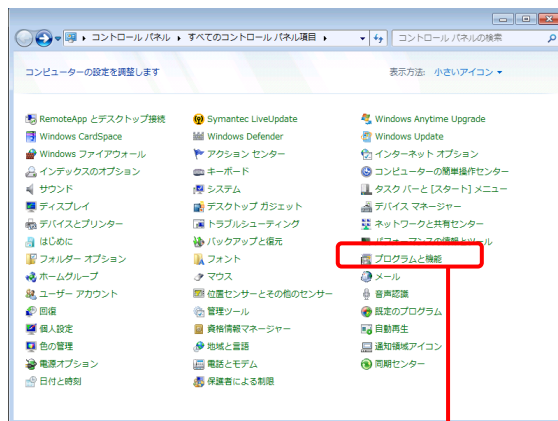 コントロール パネル ▸ すべてのコントロール パネル項目 ▸ コントロール パネルの検索
コンピューターの設定を調整します 表示方法: 小さいアイコン
RemoteApp とデスクトップ接続 Symantec LiveUpdate Windows Anytime Upgrade
Windows CardSpace Windows Defender Windows Update
Windows ファイアウォール アクション センター インターネット オプション
インデックスのオプション キーボード コンピューターの簡単操作センター
サウンド システム タスク バーと [スタート] メニュー
ディスプレイ デスクトップ ガジェット デバイス マネージャー
デバイスとプリンター トラブルシューティング ネットワークと共有センター
はじめに バックアップと復元 パフォーマンスの情報とツール
フォルダー オプション フォント プログラムと機能
ホームグループ マウス メール
ユーザー アカウント 位置センサーとその他のセンサー 音声認識
回復 管理ツール 既定のプログラム
個人設定 資格情報マネージャー 自動再生
色の管理 地域と言語 通知領域アイコン
電源オプション 電話とモデム 同期センター
日付と時刻 保護者による制限